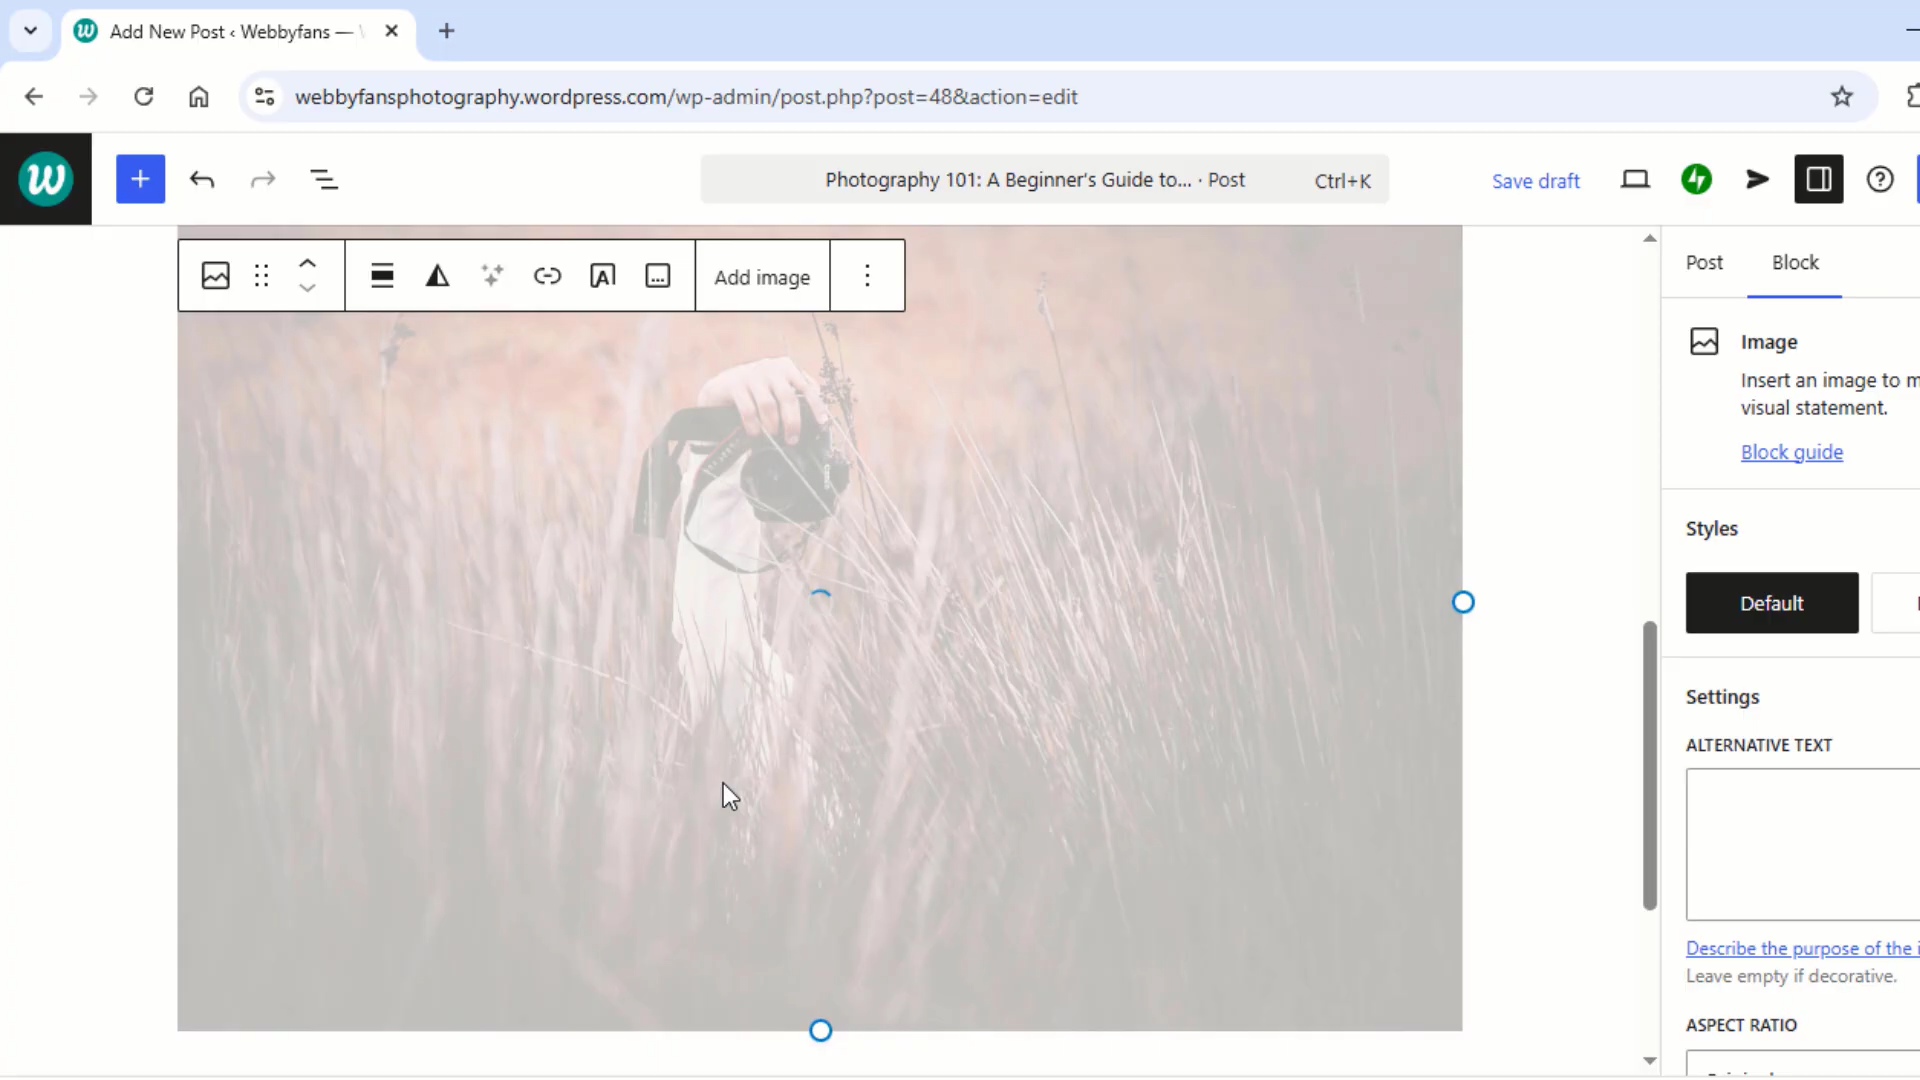 Add New Post ‹ Webbyfans —
webbyfansphotography.wordpress.com/wp-admin/post.php?post=48&action=edit
Photography 101: A Beginner's Guide to... · Post Ctrl+K
Save draft
Add image
Post Block
Image
Insert an image to m
visual statement.
Block guide
Styles
Default
Settings
ALTERNATIVE TEXT
Describe the purpose of the i
Leave empty if decorative.
ASPECT RATIO